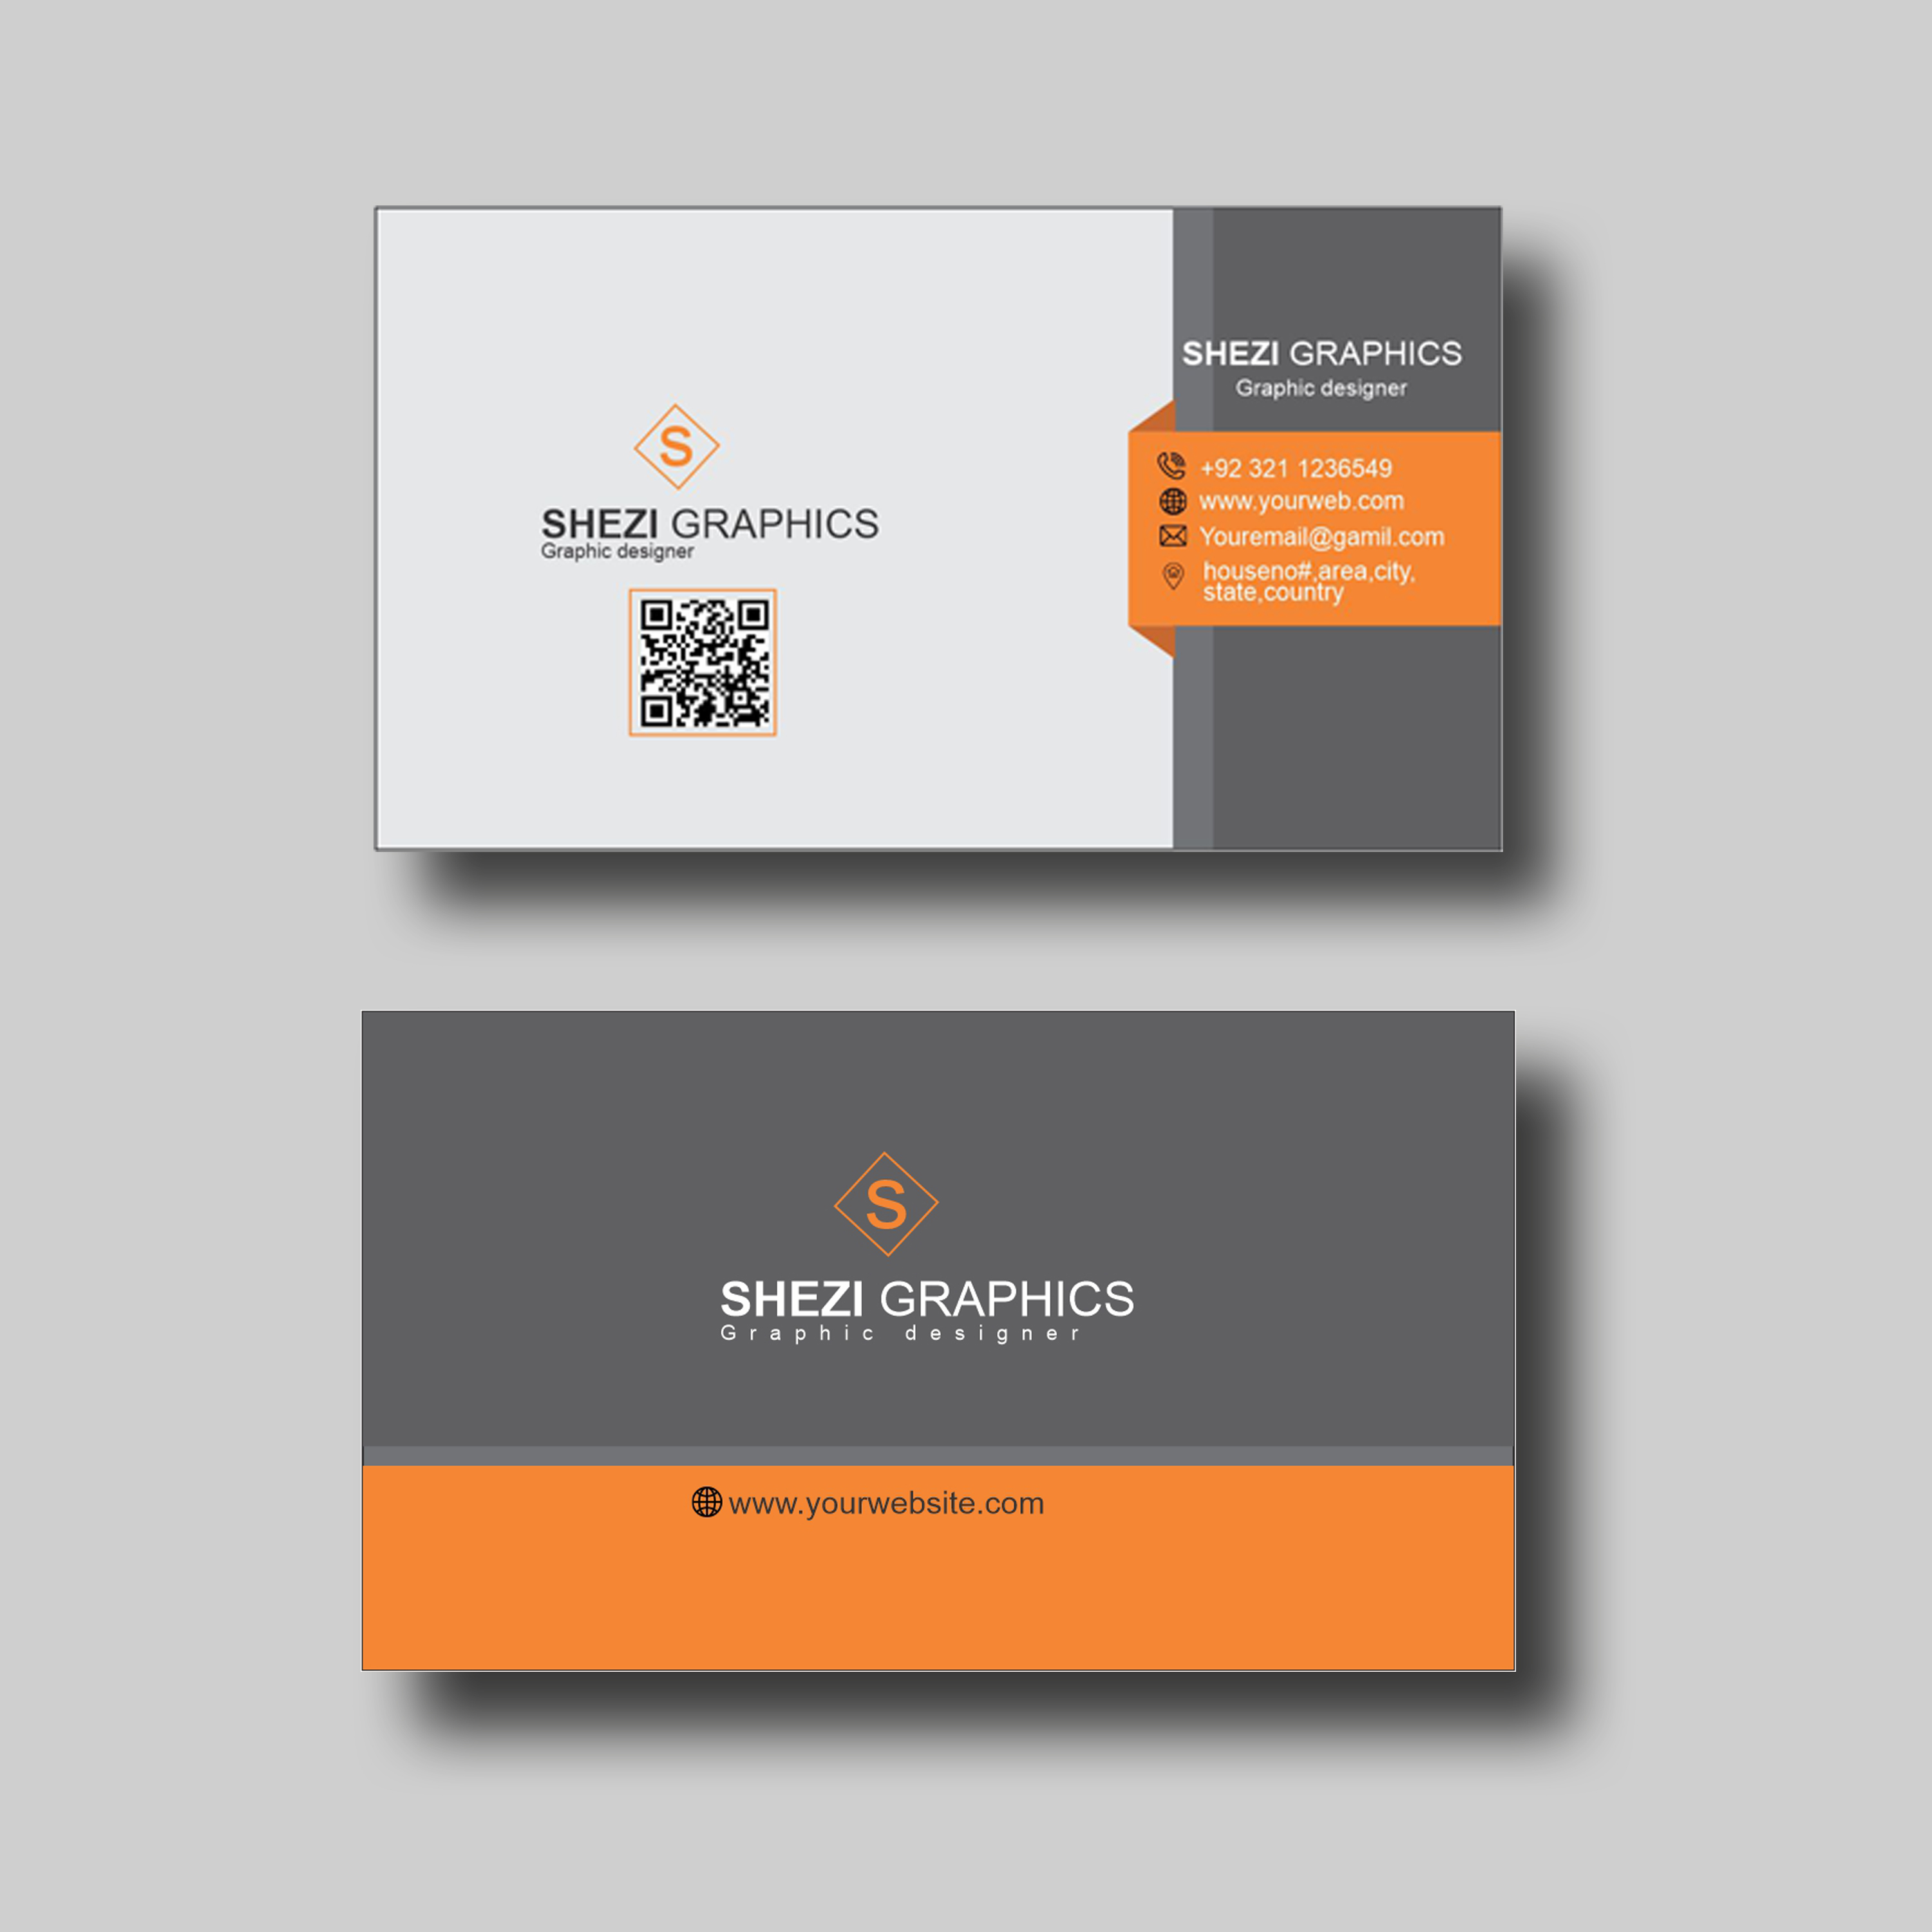 S
SHEZI GRAPHICS
Graphic designer
SHEZI GRAPHICS
Graphic designer
+92 321 1236549
www.yourweb.com
Youremail@gamil.com
houseno#,area,city,
state,country
S
SHEZI GRAPHICS
Graphic designer
www.yourwebsite.com